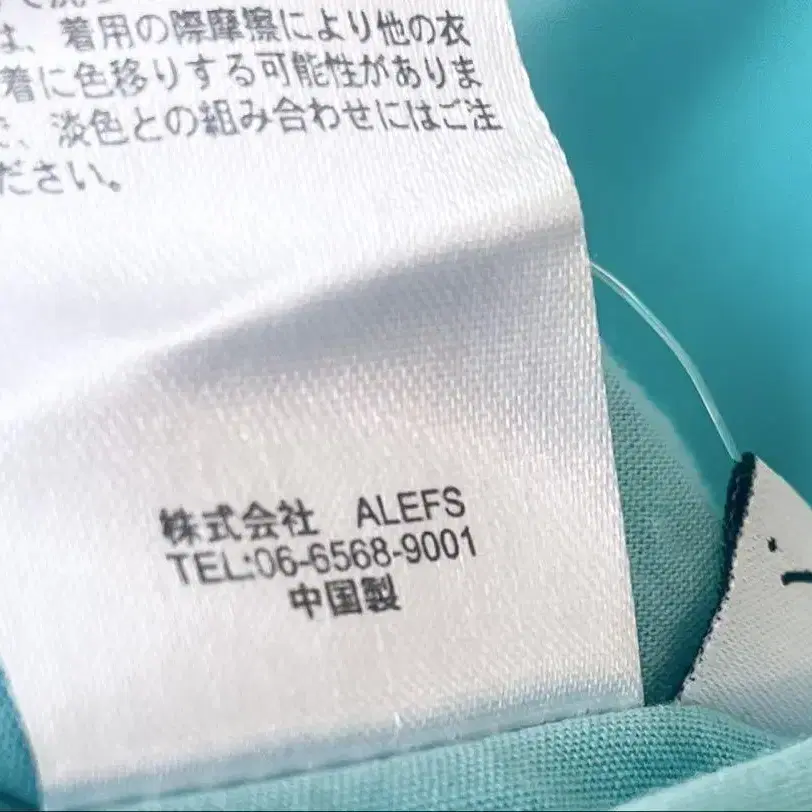 は、着用の際摩擦により他の衣
着に色移りする可能性がありま
、淡色との組み合わせにはご注
ださい。
株式会社 ALEFS
TEL:06-6568-9001
中国製